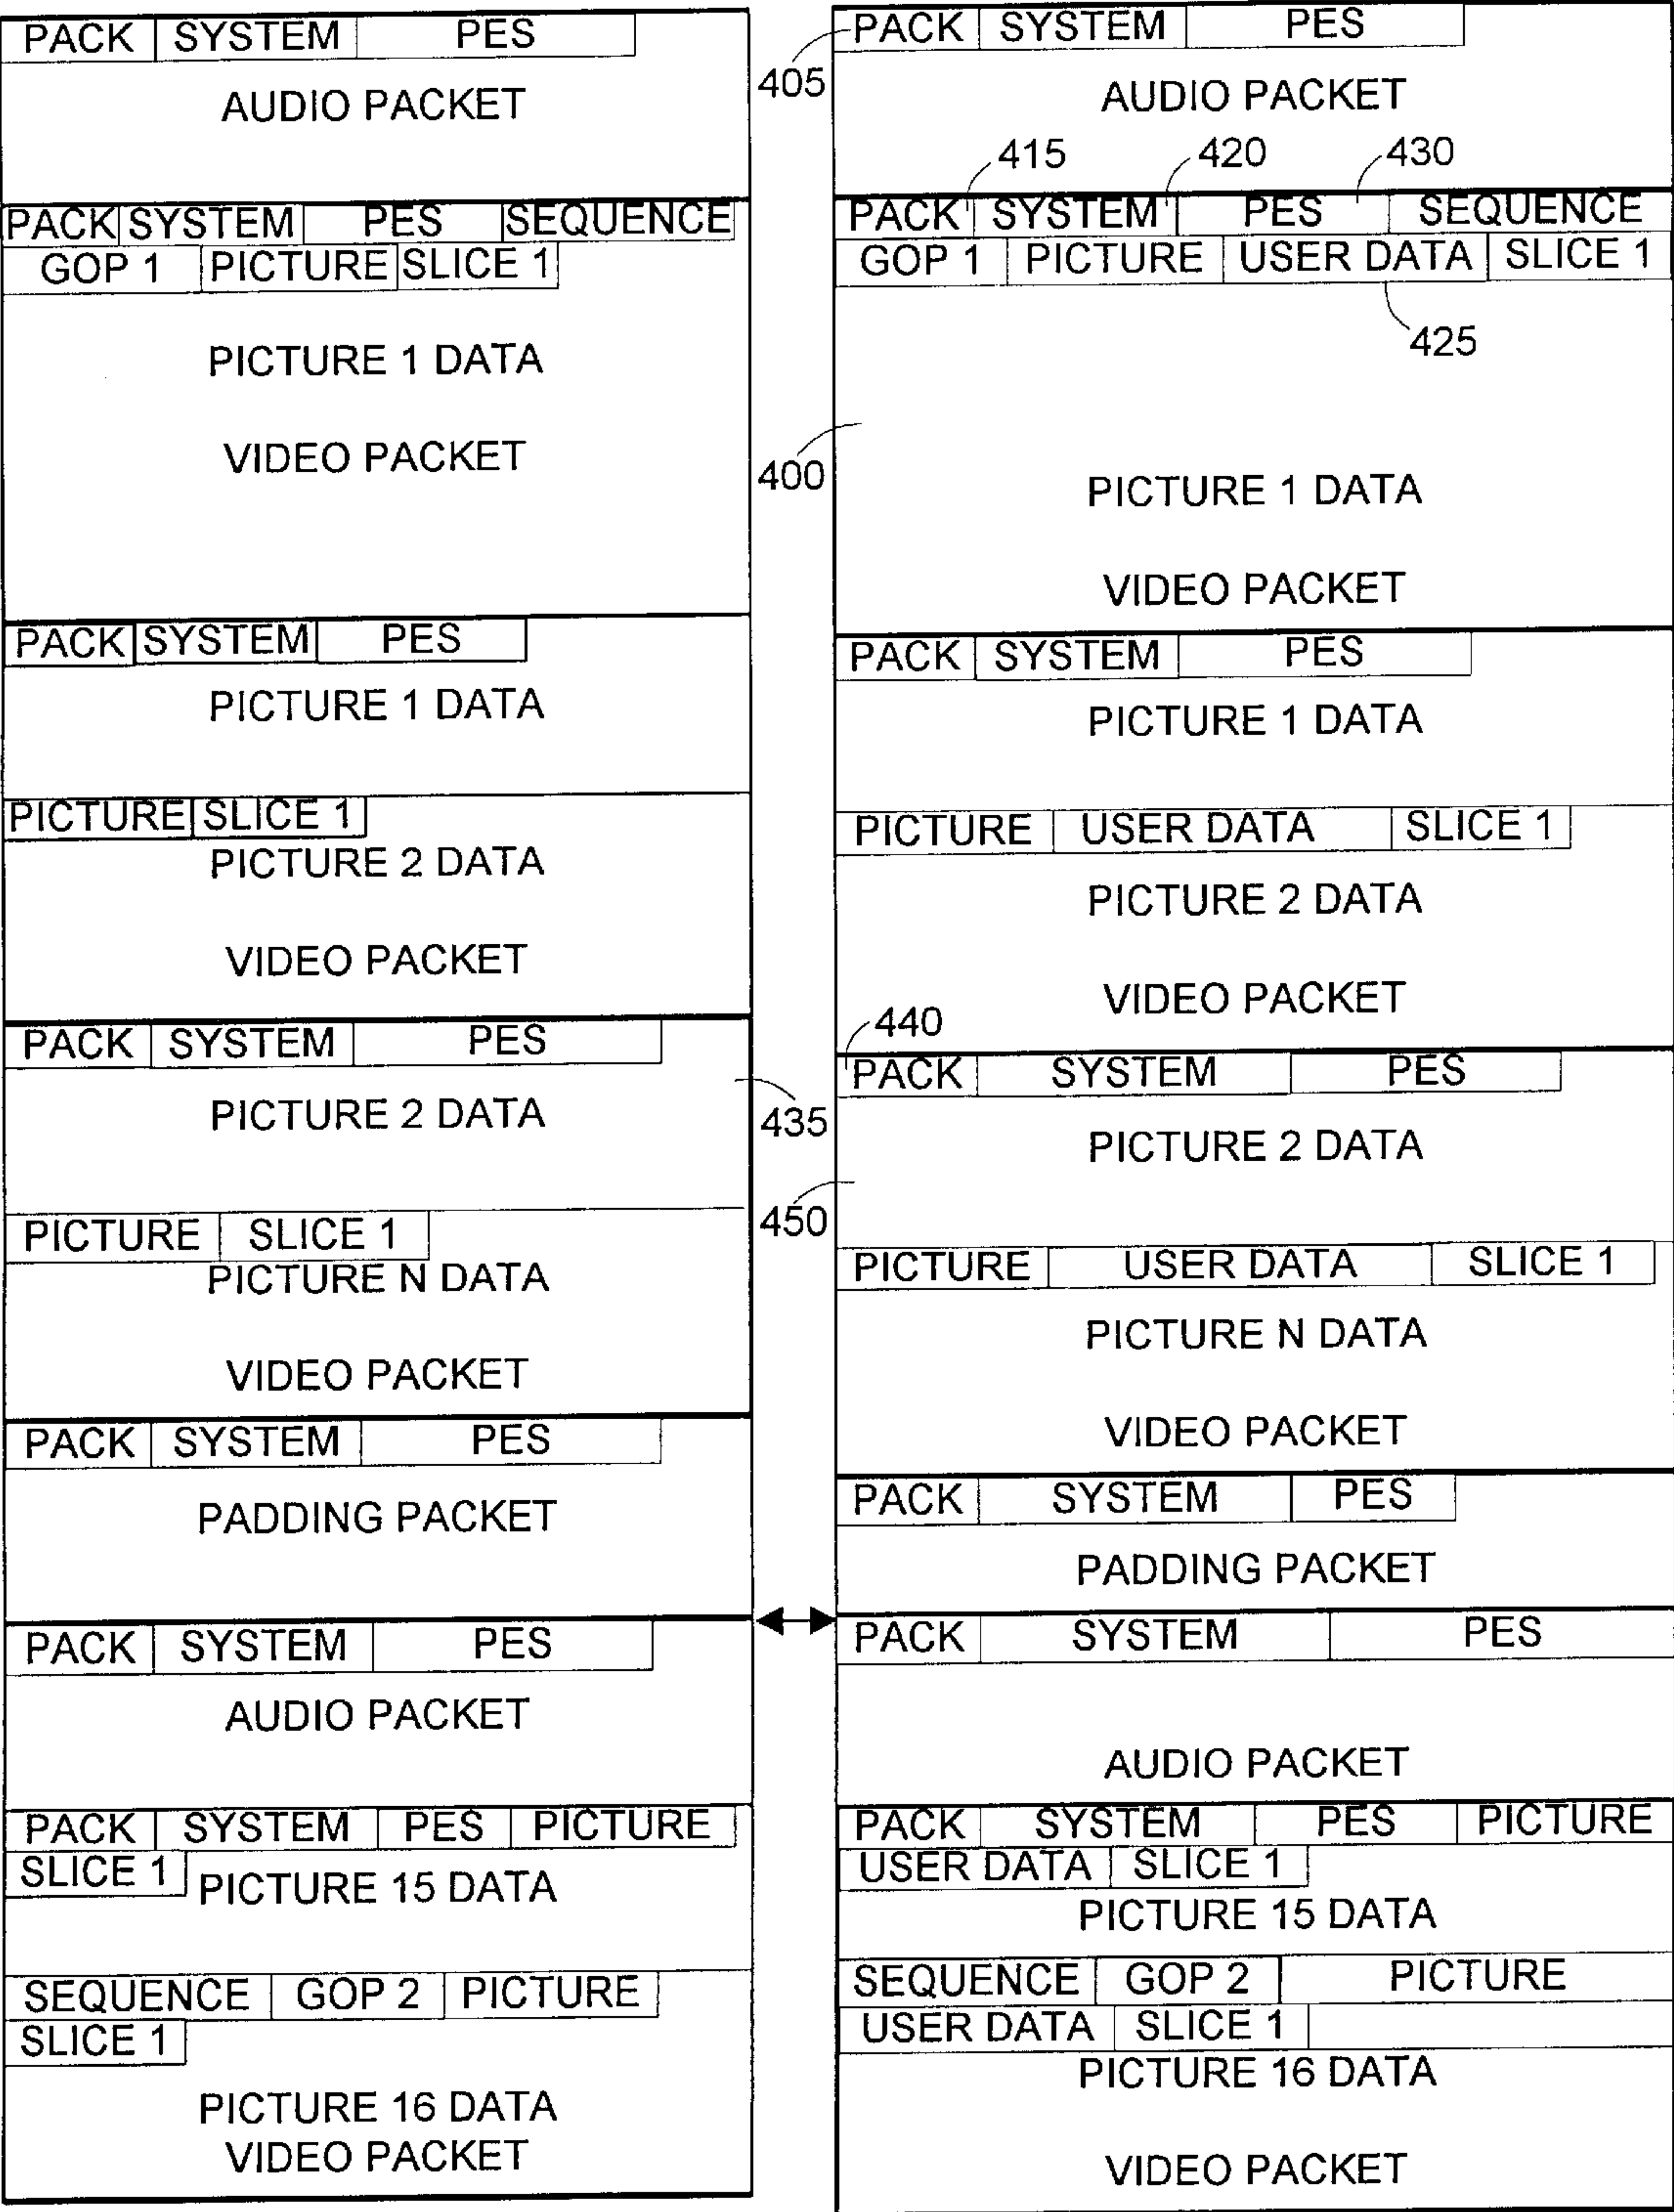 PACK SYSTEM PES
AUDIO PACKET
PACK SYSTEM PES SEQUENCE
GOP 1 PICTURE SLICE 1
PICTURE 1 DATA
VIDEO PACKET
PACK SYSTEM PES
PICTURE 1 DATA
PICTURE SLICE 1
PICTURE 2 DATA
VIDEO PACKET
PACK SYSTEM PES
PICTURE 2 DATA
PICTURE SLICE 1
PICTURE N DATA
VIDEO PACKET
PACK SYSTEM PES
PADDING PACKET
PACK SYSTEM PES
AUDIO PACKET
PACK SYSTEM PES PICTURE
SLICE 1
PICTURE 15 DATA
SEQUENCE GOP 2 PICTURE
SLICE 1
PICTURE 16 DATA
VIDEO PACKET
405
400
435
450
PACK SYSTEM PES
AUDIO PACKET
415 420 430
PACK SYSTEM PES SEQUENCE
GOP 1 PICTURE USER DATA SLICE 1
425
PICTURE 1 DATA
VIDEO PACKET
PACK SYSTEM PES
PICTURE 1 DATA
PICTURE USER DATA SLICE 1
PICTURE 2 DATA
VIDEO PACKET
440
PACK SYSTEM PES
PICTURE 2 DATA
PICTURE USER DATA SLICE 1
PICTURE N DATA
VIDEO PACKET
PACK SYSTEM PES
PADDING PACKET
PACK SYSTEM PES
AUDIO PACKET
PACK SYSTEM PES PICTURE
USER DATA SLICE 1
PICTURE 15 DATA
SEQUENCE GOP 2 PICTURE
USER DATA SLICE 1
PICTURE 16 DATA
VIDEO PACKET